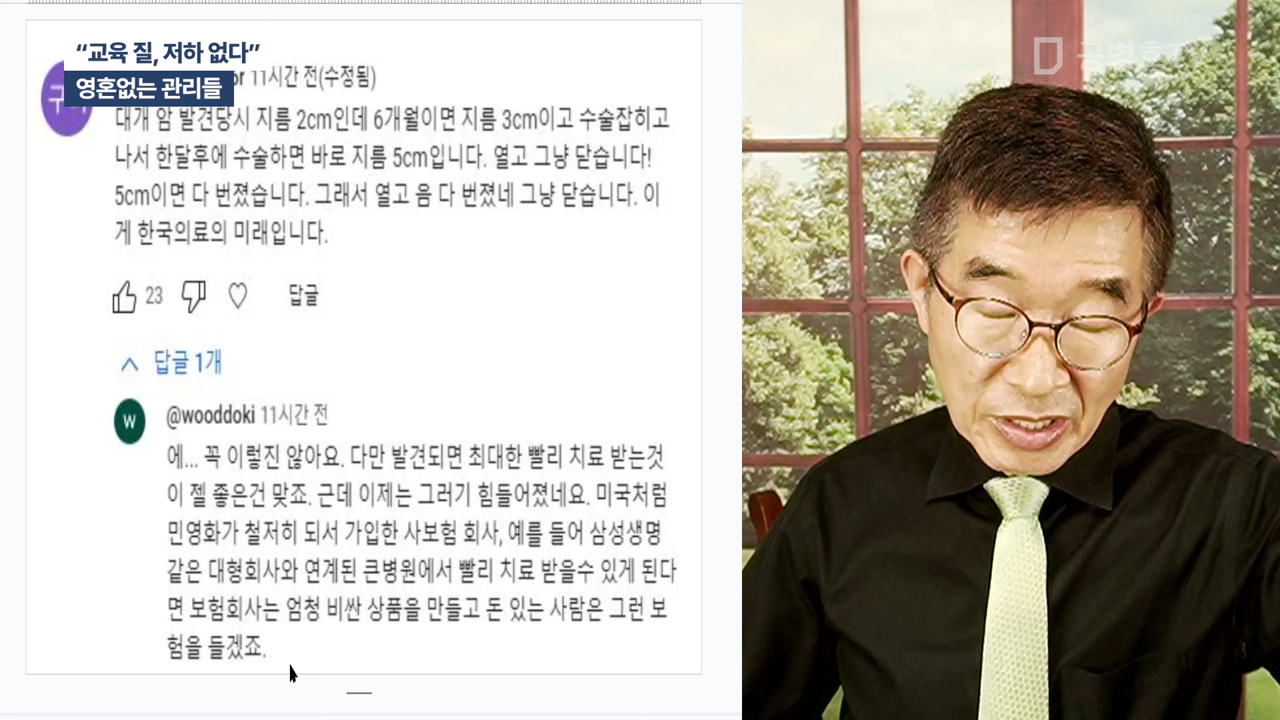 “교육 질, 저하 없다”
영혼없는 관리들
11시간 전(수정됨)
대개 암 발견당시 지름 2cm인데 6개월이면 지름 3cm이고 수술잡히고
나서 한달후에 수술하면 바로 지름 5cm입니다. 열고 그냥 닫습니다!
5cm이면 다 번졌습니다. 그래서 열고 음 다 번졌네 그냥 닫습니다. 이
게 한국의료의 미래입니다.
23
답글
답글 1개
W
@wooddoki 11시간 전
에... 꼭 이렇진 않아요. 다만 발견되면 최대한 빨리 치료 받는것
이 젤 좋은건 맞죠. 근데 이제는 그러기 힘들어졌네요. 미국처럼
민영화가 철저히 되서 가입한 사보험 회사, 예를 들어 삼성생명
같은 대형회사와 연계된 큰병원에서 빨리 치료 받을수 있게 된다
면 보험회사는 엄청 비싼 상품을 만들고 돈 있는 사람은 그런 보
험을 들겠죠.